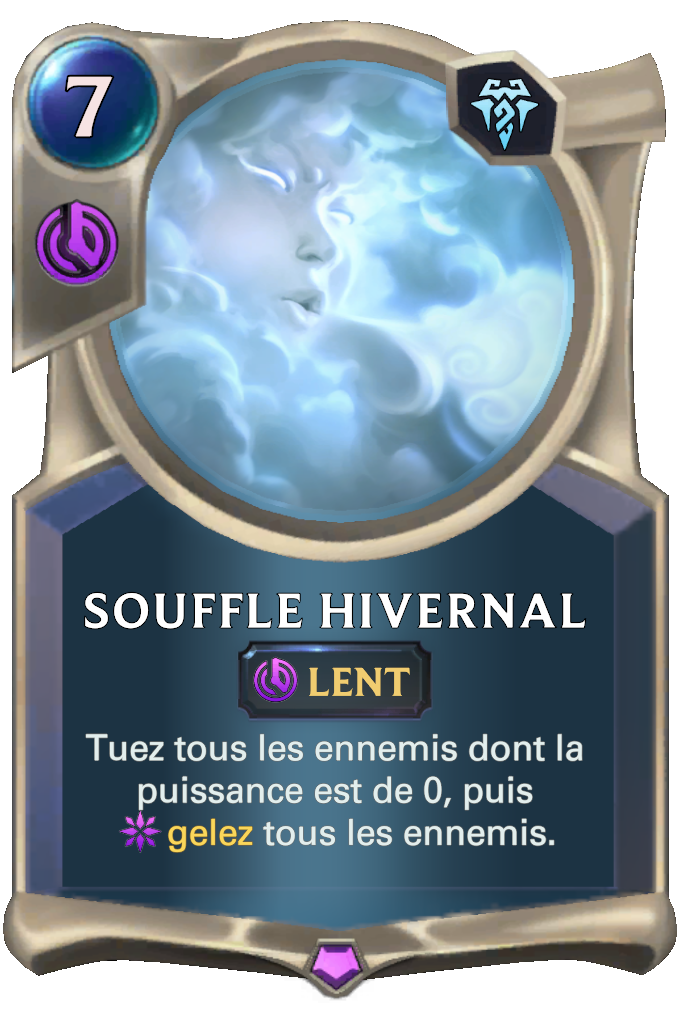 7
SOUFFLE HIVERNAL
LENT
Tuez tous les ennemis dont la
puissance est de 0, puis
gelez tous les ennemis.